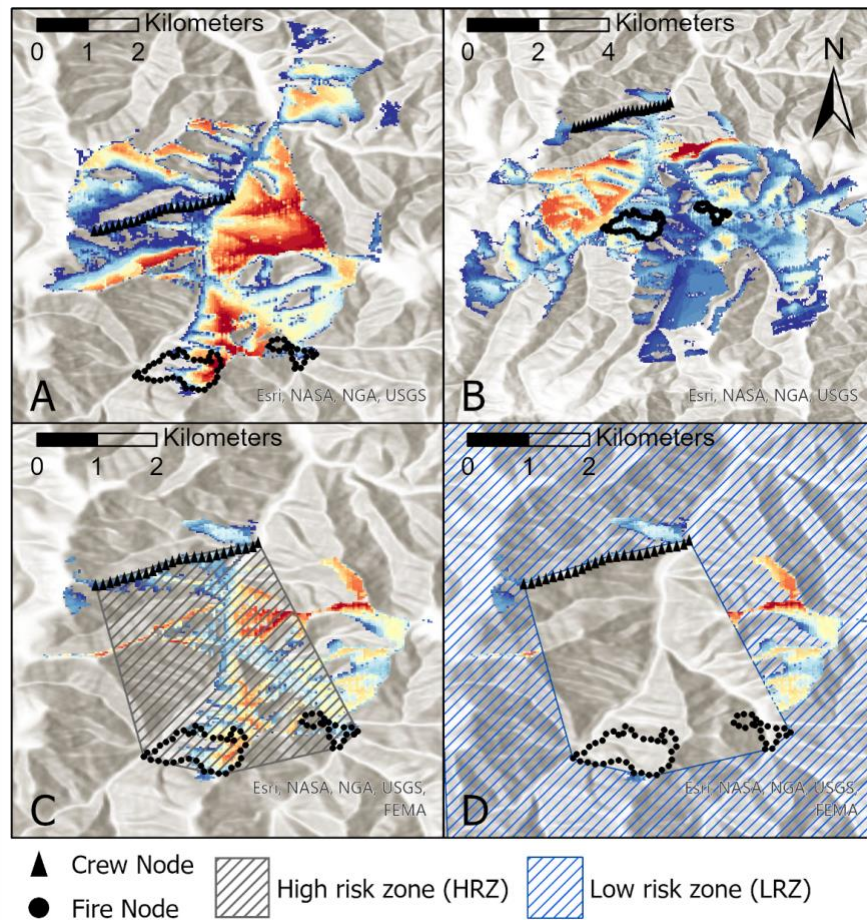 Kilometers
0 1 2
A
Esri, NASA, NGA, USGS
Kilometers
0 2 4
N
B
Esri, NASA, NGA, USGS
Kilometers
0 1 2
C
Esri, NASA, NGA, USGS,
FEMA
Kilometers
0 1 2
D
Esri, NASA, NGA, USGS,
FEMA
Crew Node
Fire Node
High risk zone (HRZ)
Low risk zone (LRZ)